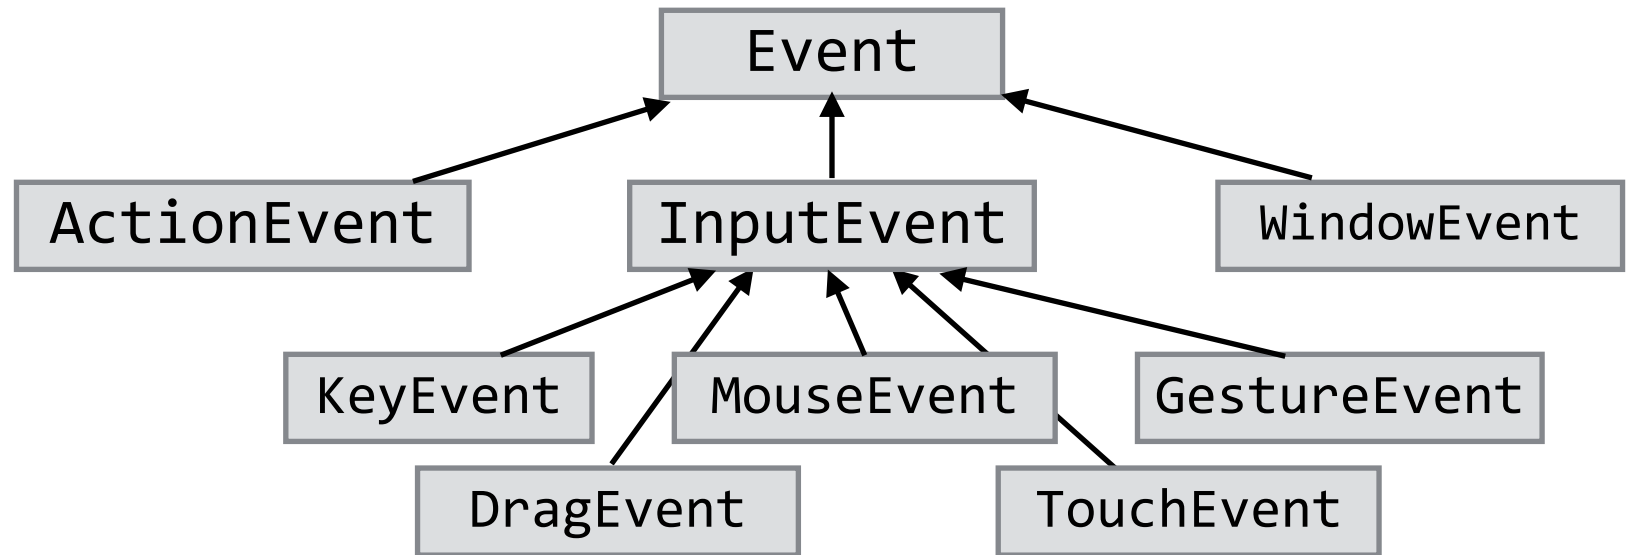 Event
ActionEvent
InputEvent
WindowEvent
KeyEvent
MouseEvent
GestureEvent
DragEvent
TouchEvent